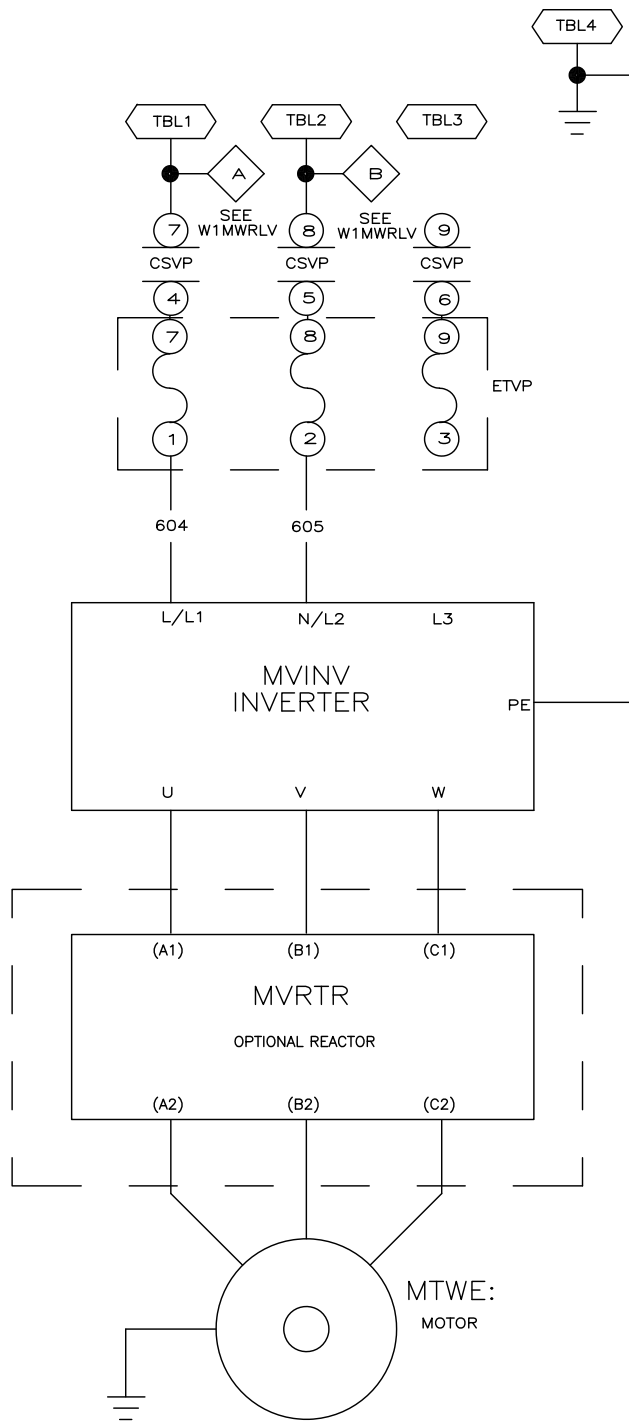 TBL4
TBL1 TBL2 TBL3
A B
SEE
W1MWRLV
SEE
W1MWRLV
7 8 9
CSVP CSVP CSVP
4 5 6
7 8 9
ETVP
1 2 3
604 605
L/L1 N/L2 L3
MVINV
INVERTER
PE
U V W
(A1) (B1) (C1)
MVRTR
OPTIONAL REACTOR
(A2) (B2) (C2)
MTWE:
MOTOR